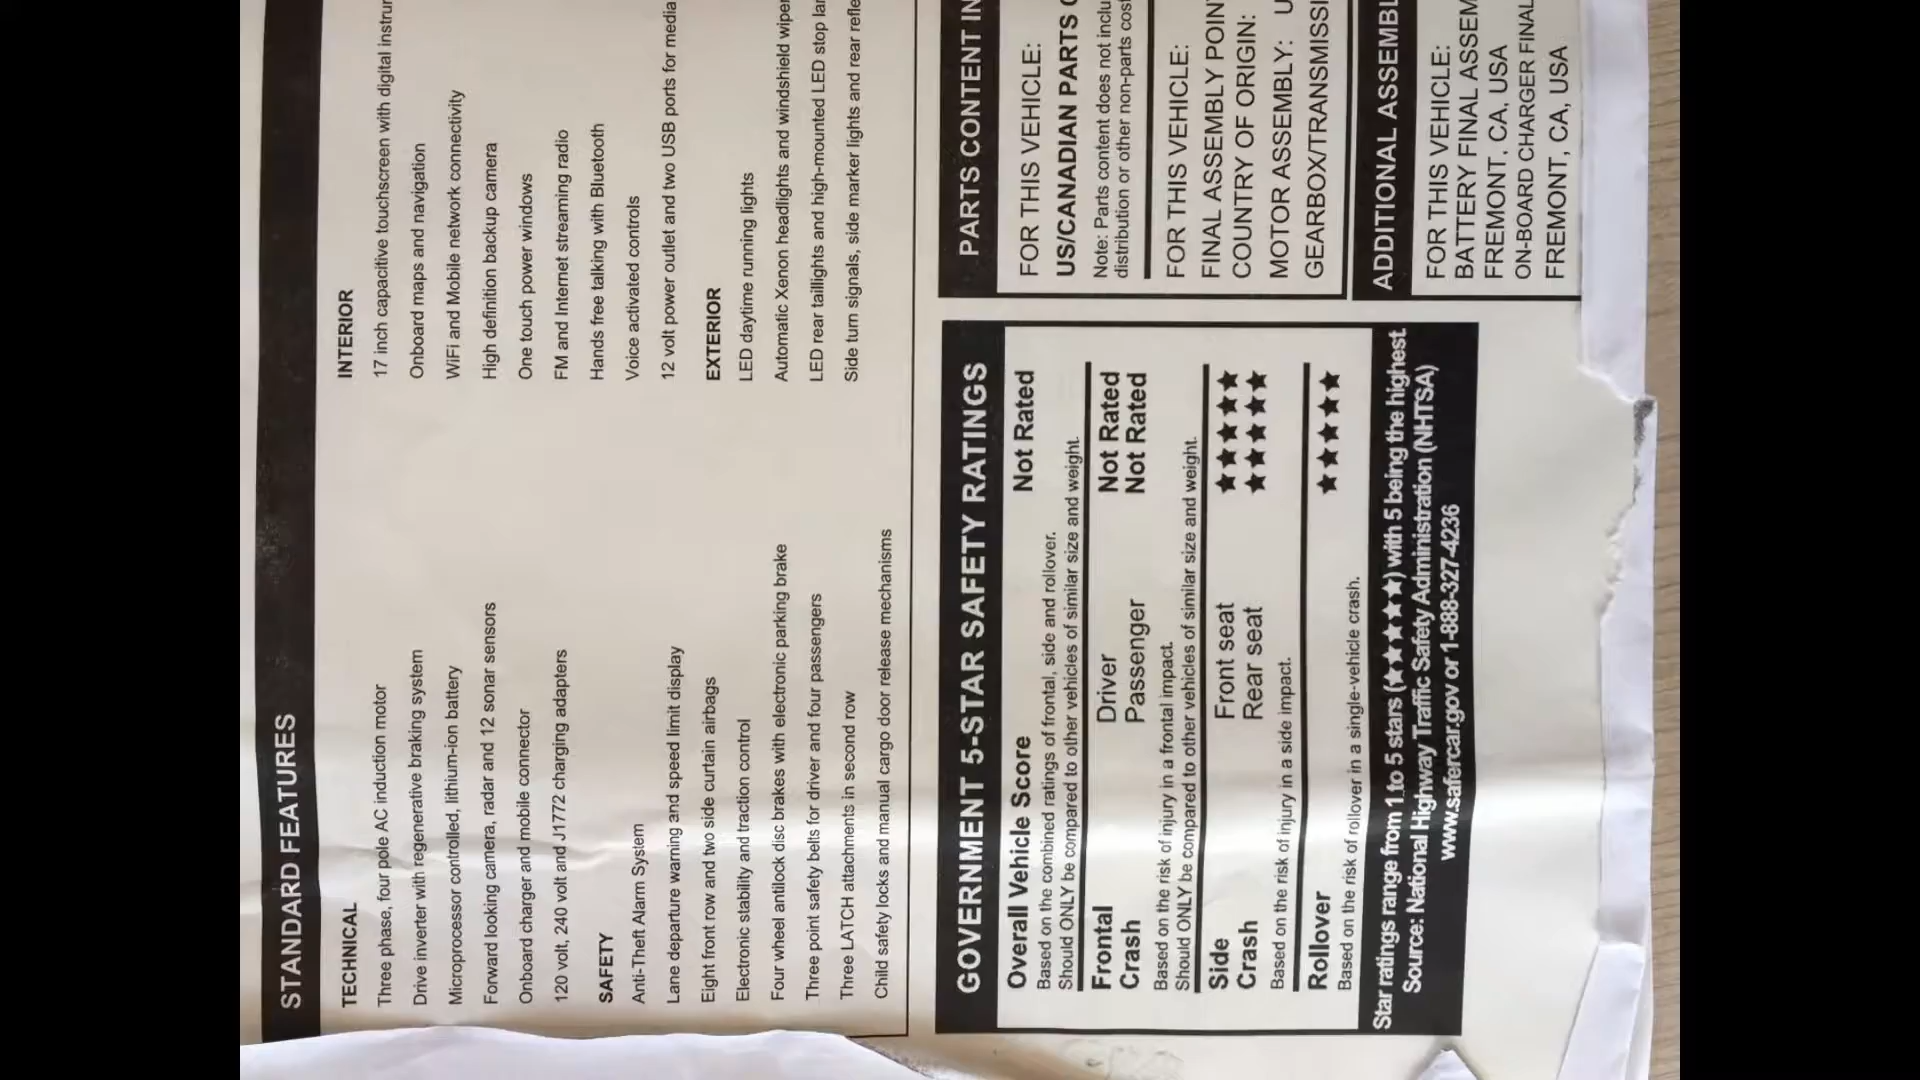 STANDARD FEATURES
TECHNICAL
Three phase, four pole AC induction motor
Drive inverter with regenerative braking system
Microprocessor controlled, lithium-ion battery
Forward looking camera, radar and 12 sonar sensors
Onboard charger and mobile connector
120 volt, 240 volt and J1772 charging adapters
SAFETY
Anti-Theft Alarm System
Lane departure warning and speed limit display
Eight front row and two side curtain airbags
Electronic stability and traction control
Four wheel antilock disc brakes with electronic parking brake
Three point safety belts for driver and four passengers
Three LATCH attachments in second row
Child safety locks and manual cargo door release mechanisms
INTERIOR
17 inch capacitive touchscreen with digital
Onboard maps and navigation
WiFi and Mobile network connectivity
High definition backup camera
One touch power windows
FM and Internet streaming radio
Hands free talking with Bluetooth
Voice activated controls
12 volt power outlet and two USB ports for media
EXTERIOR
LED daytime running lights
Automatic Xenon headlights and windshield
LED rear taillights and high-mounted LED stop
Side turn signals, side marker lights and rear
GOVERNMENT 5-STAR SAFETY RATINGS
Overall Vehicle Score Not Rated
Based on the combined ratings of frontal, side and rollover.
Should ONLY be compared to other vehicles of similar size and weight.
Frontal Driver Not Rated
Crash Passenger Not Rated
Based on the risk of injury in a frontal impact.
Should ONLY be compared to other vehicles of similar size and weight.
Side Front seat ★★★★★
Crash Rear seat ★★★★★
Based on the risk of injury in a side impact.
Rollover ★★★★★
Based on the risk of rollover in a single-vehicle crash.
Star ratings range from 1 to 5 stars (★★★★★) with 5 being the highest.
Source: National Highway Traffic Safety Administration (NHTSA)
www.safercar.gov or 1-888-327-4236
PARTS CONTENT
FOR THIS VEHICLE:
US/CANADIAN PARTS
Note: Parts content does not
distribution or other non-parts
FOR THIS VEHICLE:
FINAL ASSEMBLY
COUNTRY OF ORIGIN:
MOTOR ASSEMBLY:
ADDITIONAL
FOR THIS VEHICLE:
BATTERY FINAL
FREMONT, CA, USA
ON-BOARD CHARGER FINAL
FREMONT, CA, USA